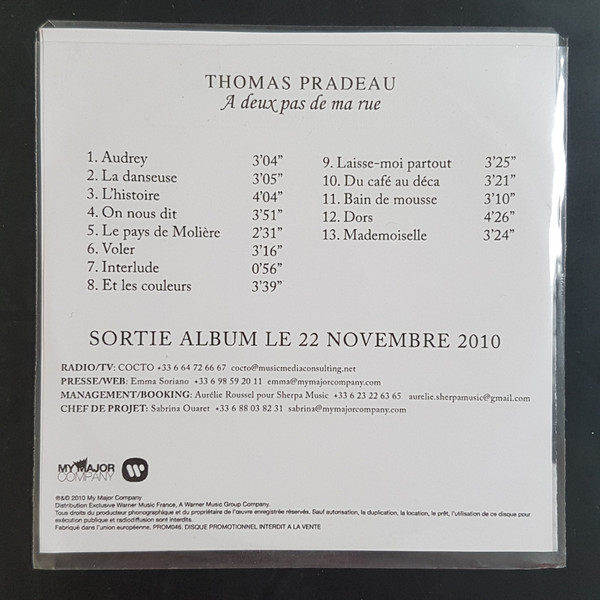 THOMAS PRADEAU
A deux pas de ma rue
1. Audrey 3'04"
2. La danseuse 3'05"
3. L'histoire 4'04"
4. On nous dit 3'51"
5. Le pays de Molière 2'31"
6. Voler 3'16"
7. Interlude 0'56"
8. Et les couleurs 3'39"
9. Laisse-moi partout 3'25"
10. Du café au déca 3'21"
11. Bain de mousse 3'10"
12. Dors 4'26"
13. Mademoiselle 3'24"
SORTIE ALBUM LE 22 NOVEMBRE 2010
RADIO/TV: COCTO +33 6 64 72 66 67 cocto@musicmediaconsulting.net
PRESSE/WEB: Emma Soriano +33 6 98 59 20 11 emma@mymajorcompany.com
MANAGEMENT/BOOKING: Aurélie Roussel pour Sherpa Music +33 6 23 22 63 65 aurelie.sherpamusic@gmail.com
CHEF DE PROJET: Sabrina Ouaret +33 6 88 03 82 31 sabrina@mymajorcompany.com
MY MAJOR
COMPANY
℗&© 2010 My Major Company
Distribution Exclusive Warner Music France, A Warner Music Group Company.
Tous droits du producteur phonographique et du propriétaire de l'œuvre enregistrée réservés. Sauf autorisation, la duplication, la location, le prêt, l'utilisation de ce disque pour
exécution publique et radiodiffusion sont interdits.
Fabriqué dans l'union européenne. PROM046. DISQUE PROMOTIONNEL INTERDIT A LA VENTE